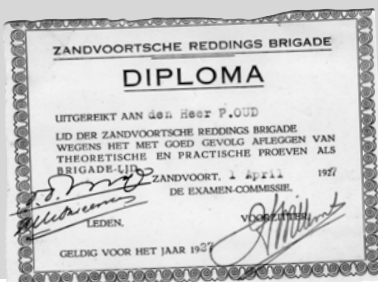 ZANDVOORTSCHE REDDINGS BRIGADE
DIPLOMA
UITGEREIKT AAN den Heer P.OUD
LID DER ZANDVOORTSCHE REDDINGS BRIGADE
WEGENS HET MET GOED GEVOLG AFLEGGEN VAN
THEORETISCHE EN PRACTISCHE PROEVEN ALS
BRIGADE-LID.
ZANDVOORT, 1 April 1937
DE EXAMEN-COMMISSIE,
LEDEN. VOORZITTER.
GELDIG VOOR HET JAAR 1937